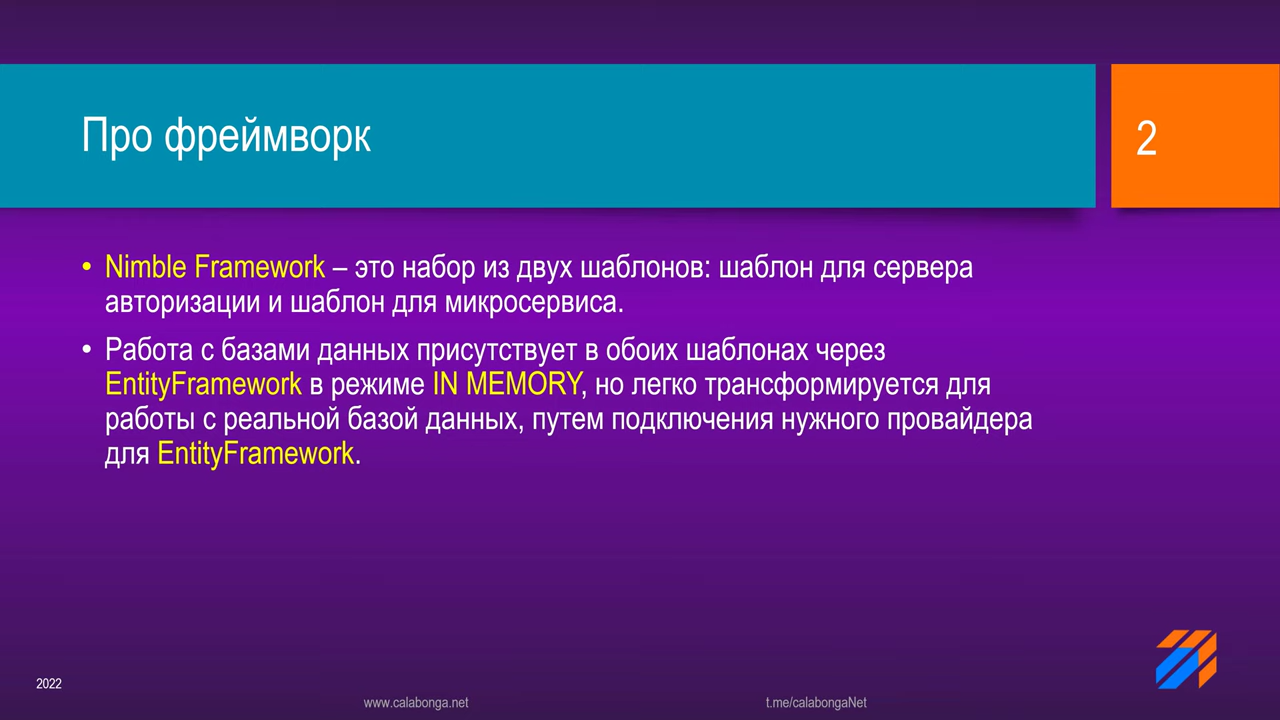 Про фреймворк
2
• Nimble Framework – это набор из двух шаблонов: шаблон для сервера
авторизации и шаблон для микросервиса.
• Работа с базами данных присутствует в обоих шаблонах через
EntityFramework в режиме IN MEMORY, но легко трансформируется для
работы с реальной базой данных, путем подключения нужного провайдера
для EntityFramework.
2022
www.calabonga.net
t.me/calabongaNet